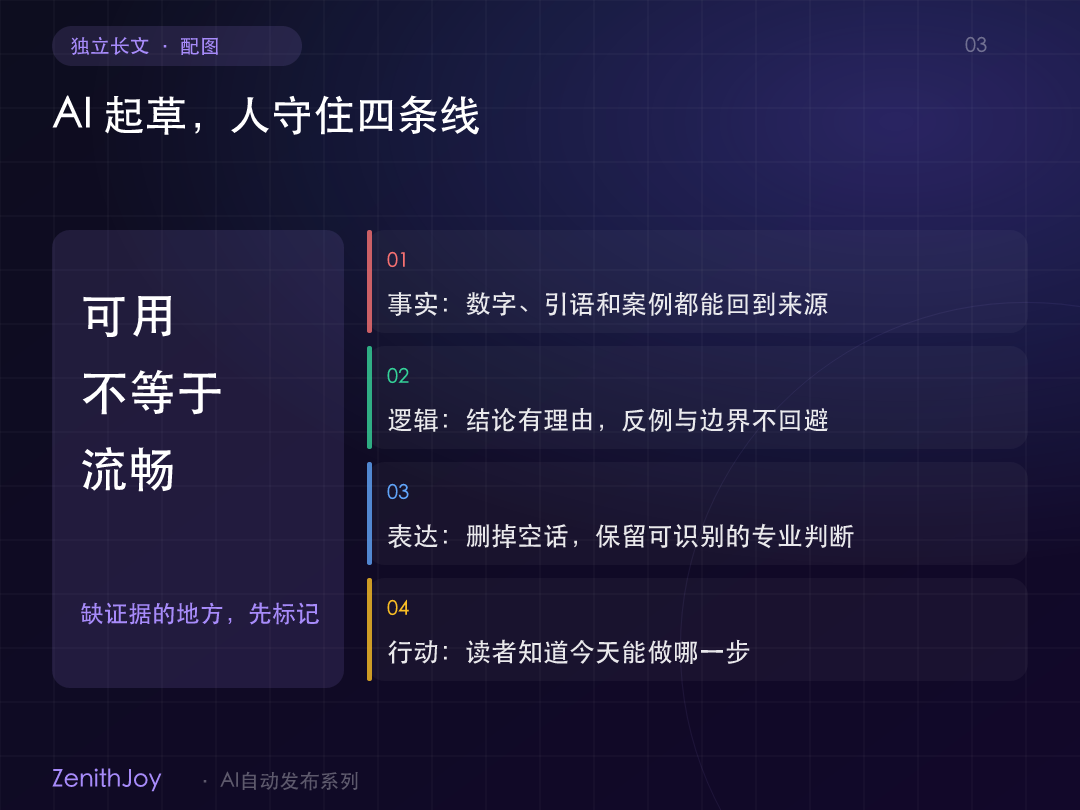 独立长文 · 配图
03
AI 起草，人守住四条线
可用
不等于
流畅
缺证据的地方，先标记
01
事实：数字、引语和案例都能回到来源
02
逻辑：结论有理由，反例与边界不回避
03
表达：删掉空话，保留可识别的专业判断
04
行动：读者知道今天能做哪一步
ZenithJoy · AI自动发布系列